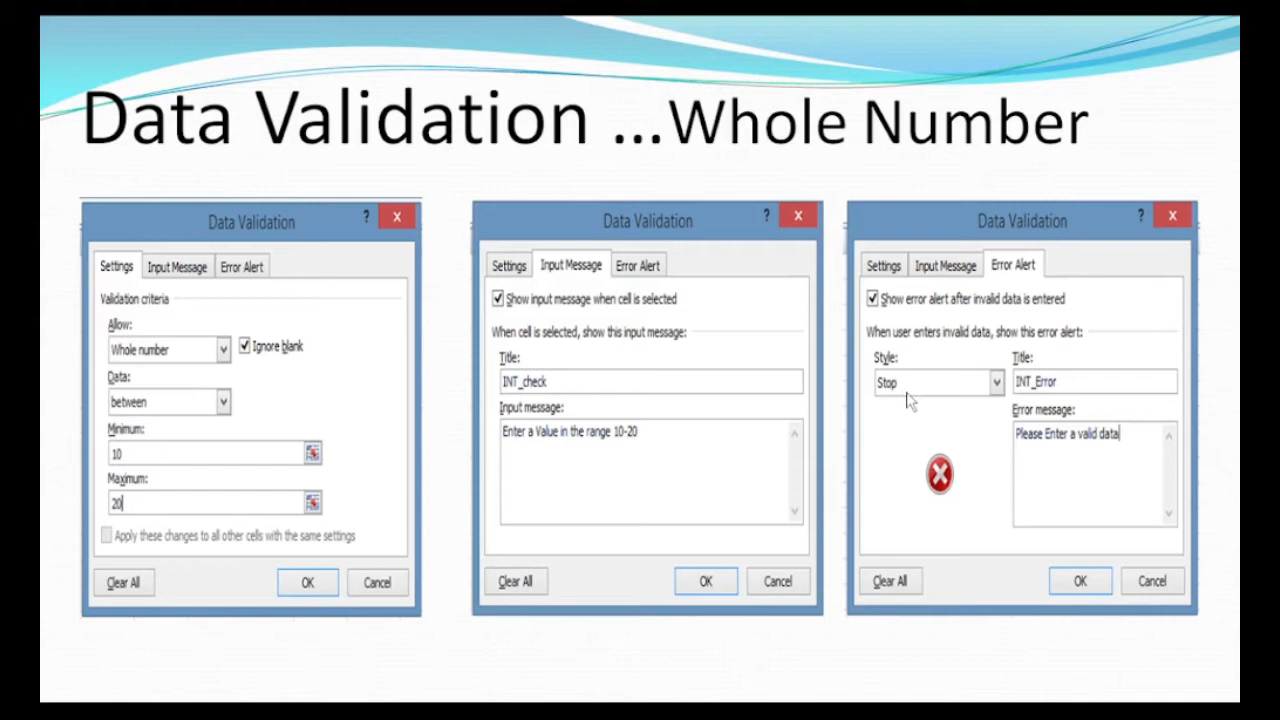 Data Validation ...Whole Number
Data Validation
?
x
Settings
Input Message
Error Alert
Validation criteria
Allow:
Whole number
Ignore blank
Data:
between
Minimum:
10
Maximum:
20
Apply these changes to all other cells with the same settings
Clear All
OK
Cancel
Data Validation
?
x
Settings
Input Message
Error Alert
Show input message when cell is selected
When cell is selected, show this input message:
Title:
INT_check
Input message:
Enter a Value in the range 10-20
Clear All
OK
Cancel
Data Validation
?
x
Settings
Input Message
Error Alert
Show error alert after invalid data is entered
When user enters invalid data, show this error alert:
Style:
Title:
Stop
INT_Error
Error message:
Please Enter a valid data
Clear All
OK
Cancel